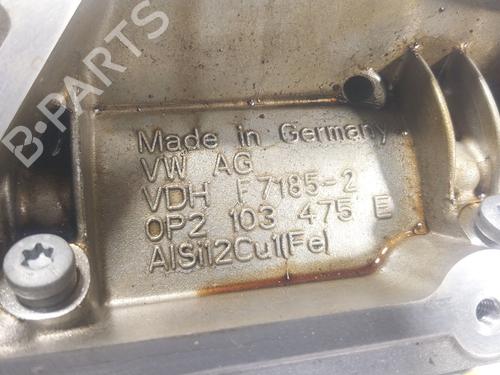 B-PARTS
Made in Germany
VW AG
VDH F7185-2
0P2 103 475 E
AlSi12Cu1(Fe)